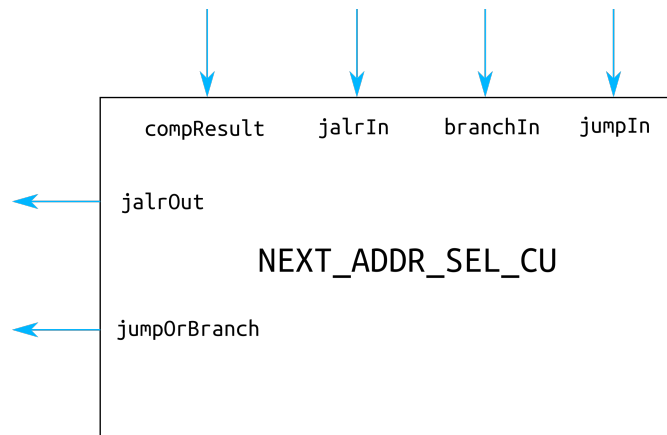 compResult jalrIn branchIn jumpIn
jalrOut
NEXT_ADDR_SEL_CU
jumpOrBranch